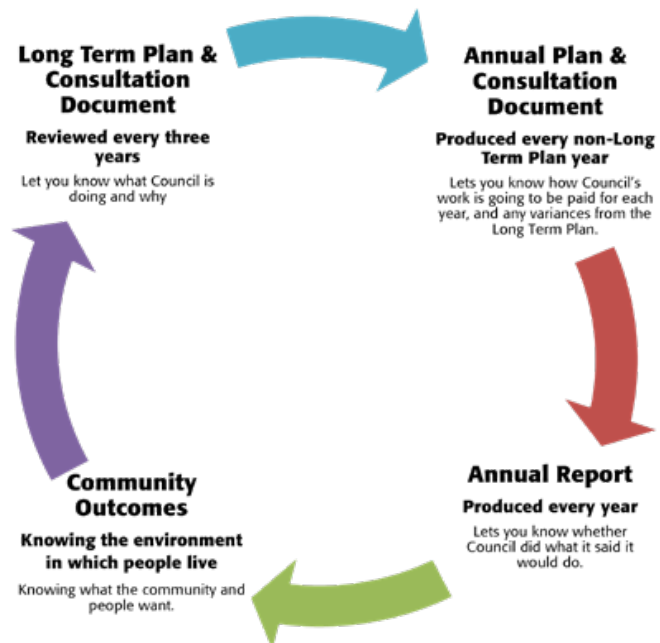 Long Term Plan &
Consultation
Document
Reviewed every three
years
Let you know what Council is
doing and why
Annual Plan &
Consultation
Document
Produced every non-Long
Term Plan year
Lets you know how Council's
work is going to be paid for each
year, and any variances from the
Long Term Plan.
Annual Report
Produced every year
Lets you know whether
Council did what it said it
would do.
Community
Outcomes
Knowing the environment
in which people live
Knowing what the community and
people want.